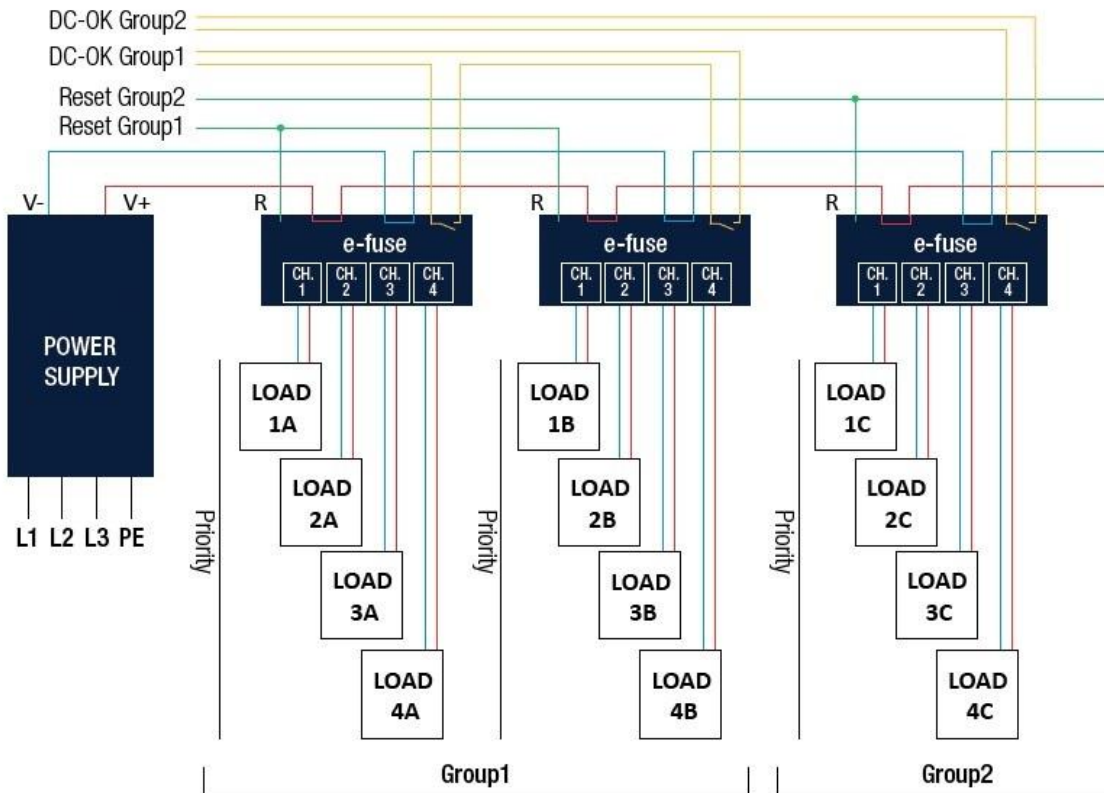 DC-OK Group2
DC-OK Group1
Reset Group2
Reset Group1
V- V+ R R R
e-fuse e-fuse e-fuse
CH. 1 CH. 2 CH. 3 CH. 4 CH. 1 CH. 2 CH. 3 CH. 4 CH. 1 CH. 2 CH. 3 CH. 4
POWER
SUPPLY
L1 L2 L3 PE
Priority
LOAD
1A
LOAD
2A
LOAD
3A
LOAD
4A
Priority
LOAD
1B
LOAD
2B
LOAD
3B
LOAD
4B
Priority
LOAD
1C
LOAD
2C
LOAD
3C
LOAD
4C
Group1 Group2